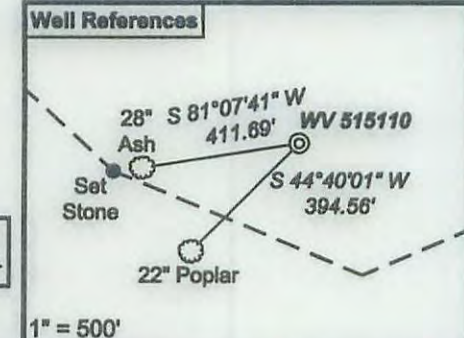 Well References
28" S 81°07'41" W
Ash 411.69' WV 515110
Set
Stone
S 44°40'01" W
394.56'
22" Poplar
1" = 500'